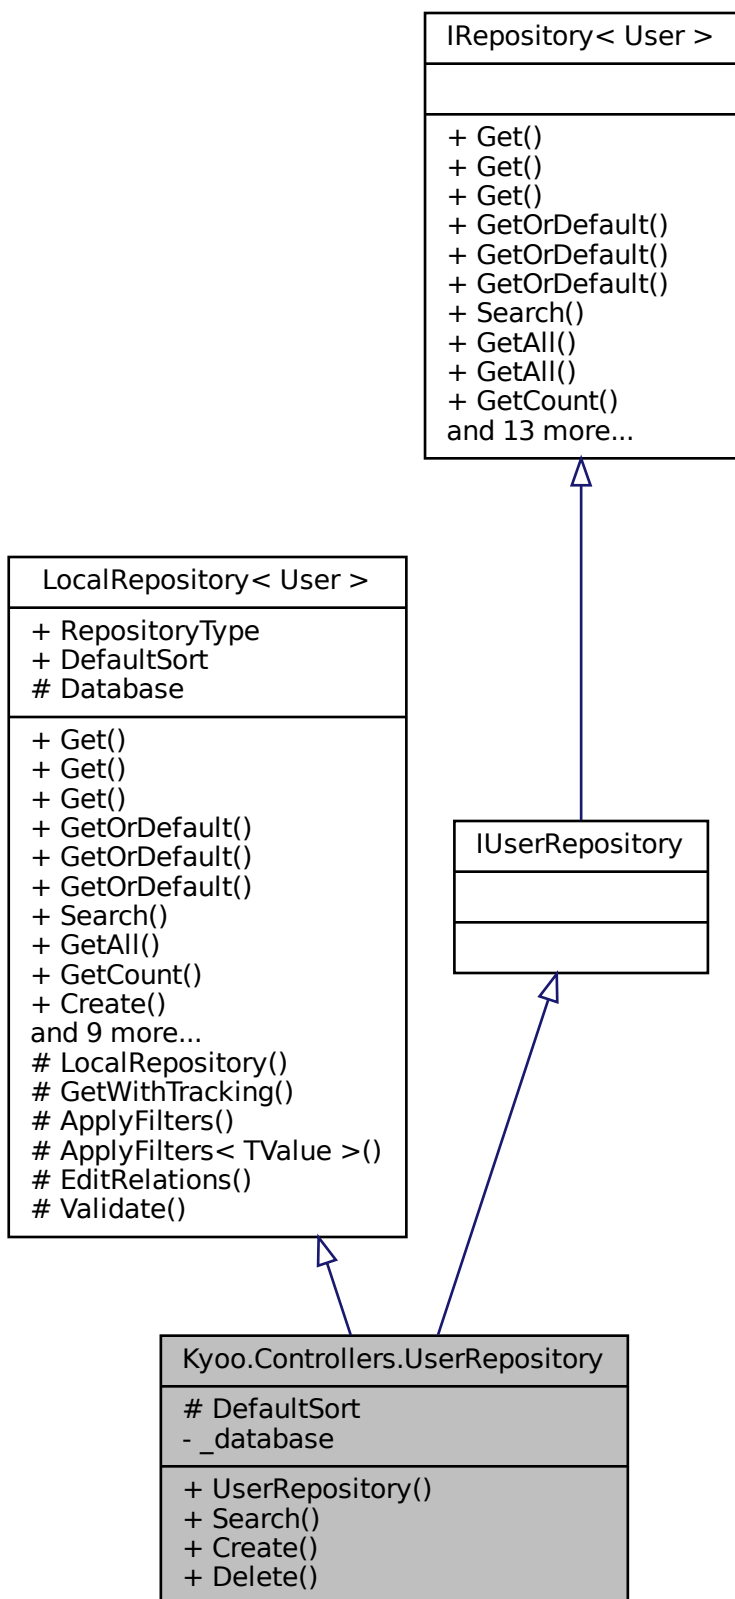 IRepository< User >
+ Get()
+ Get()
+ Get()
+ GetOrDefault()
+ GetOrDefault()
+ GetOrDefault()
+ Search()
+ GetAll()
+ GetAll()
+ GetCount()
and 13 more...
LocalRepository< User >
+ RepositoryType
+ DefaultSort
# Database
+ Get()
+ Get()
+ Get()
+ GetOrDefault()
+ GetOrDefault()
+ GetOrDefault()
+ Search()
+ GetAll()
+ GetCount()
+ Create()
and 9 more...
# LocalRepository()
# GetWithTracking()
# ApplyFilters()
# ApplyFilters< TValue >()
# EditRelations()
# Validate()
IUserRepository
Kyoo.Controllers.UserRepository
# DefaultSort
- _database
+ UserRepository()
+ Search()
+ Create()
+ Delete()